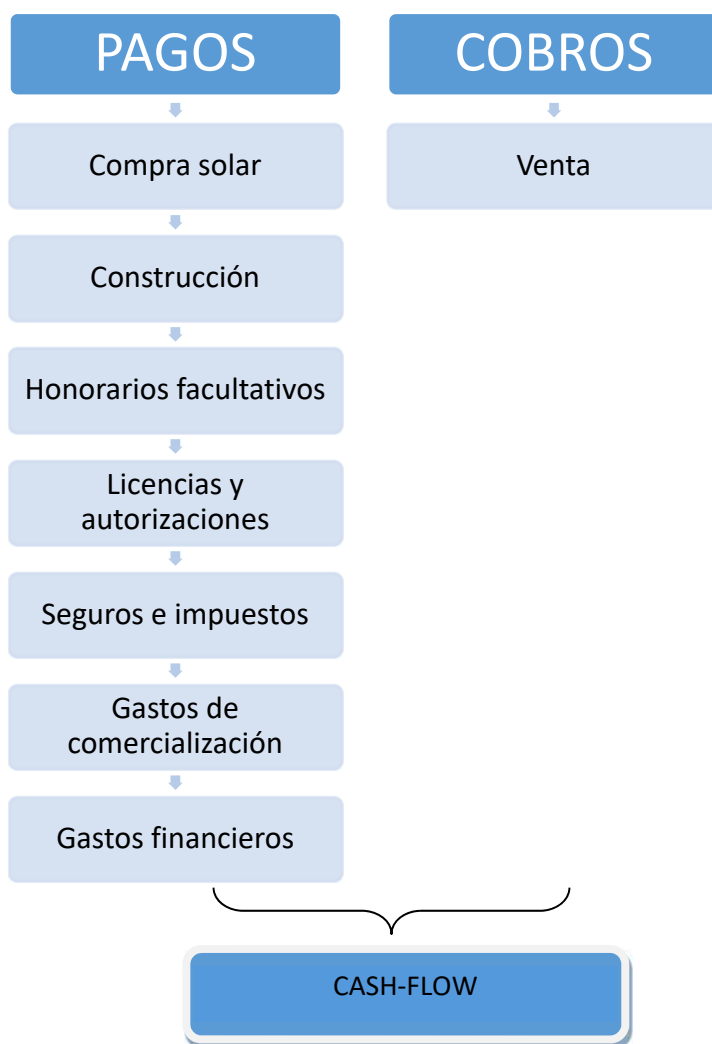 PAGOS
Compra solar
Construcción
Honorarios facultativos
Licencias y
autorizaciones
Seguros e impuestos
Gastos de
comercialización
Gastos financieros
COBROS
Venta
CASH-FLOW